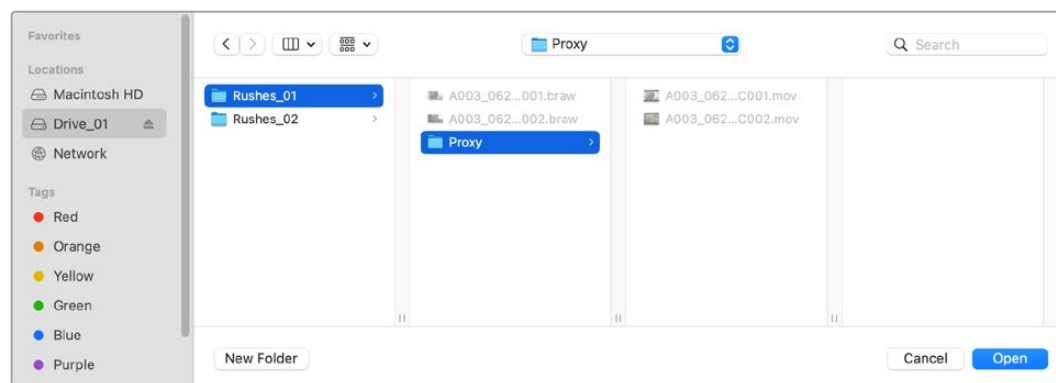 Favorites
Locations
Macintosh HD
Drive_01
Network
Tags
Red
Orange
Yellow
Green
Blue
Purple
Proxy
Search
Rushes_01
Rushes_02
A003_062...001.braw
A003_062...002.braw
Proxy
A003_062...C001.mov
A003_062...C002.mov
New Folder
Cancel
Open